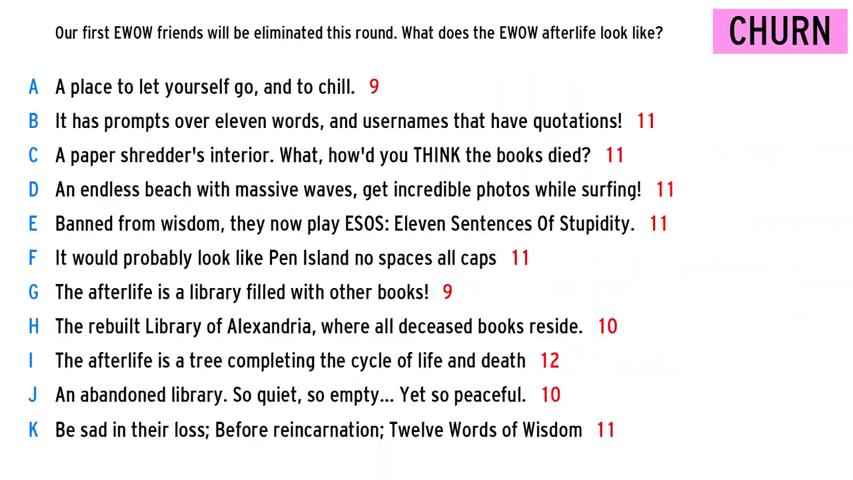 Our first EWOW friends will be eliminated this round. What does the EWOW afterlife look like?
CHURN
A A place to let yourself go, and to chill. 9
B It has prompts over eleven words, and usernames that have quotations! 11
C A paper shredder's interior. What, how'd you THINK the books died? 11
D An endless beach with massive waves, get incredible photos while surfing! 11
E Banned from wisdom, they now play ESOS: Eleven Sentences Of Stupidity. 11
F It would probably look like Pen Island no spaces all caps 11
G The afterlife is a library filled with other books! 9
H The rebuilt Library of Alexandria, where all deceased books reside. 10
I The afterlife is a tree completing the cycle of life and death 12
J An abandoned library. So quiet, so empty... Yet so peaceful. 10
K Be sad in their loss; Before reincarnation; Twelve Words of Wisdom 11